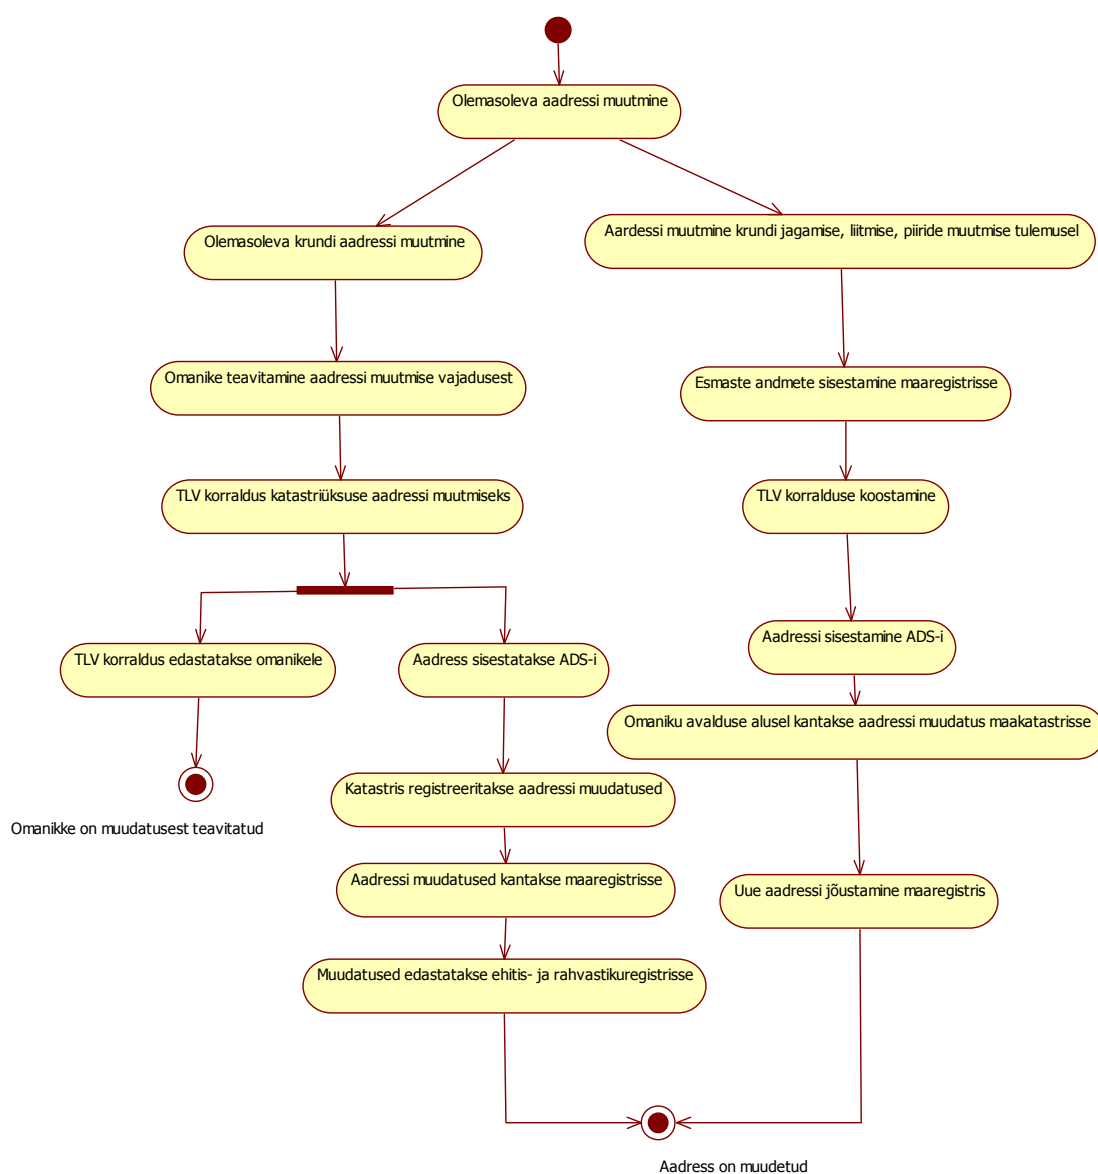 Olemasoleva aadressi muutmine
Olemasoleva krundi aadressi muutmine
Aardessi muutmine krundi jagamise, liitmise, piiride muutmise tulemusel
Omanike teavitamine aadressi muutmise vajadusest
Esmaste andmete sisestamine maaregistrisse
TLV korraldus katastriüksuse aadressi muutmiseks
TLV korralduse koostamine
TLV korraldus edastatakse omanikele
Aadress sisestatakse ADS-i
Aadressi sisestamine ADS-i
Omaniku avalduse alusel kantakse aadressi muudatus maakatastrisse
Katastris registreeritakse aadressi muudatused
Omanikke on muudatusest teavitatud
Aadressi muudatused kantakse maaregistrisse
Uue aadressi jõustamine maaregistris
Muudatused edastatakse ehitis- ja rahvastikuregistrisse
Aadress on muudetud